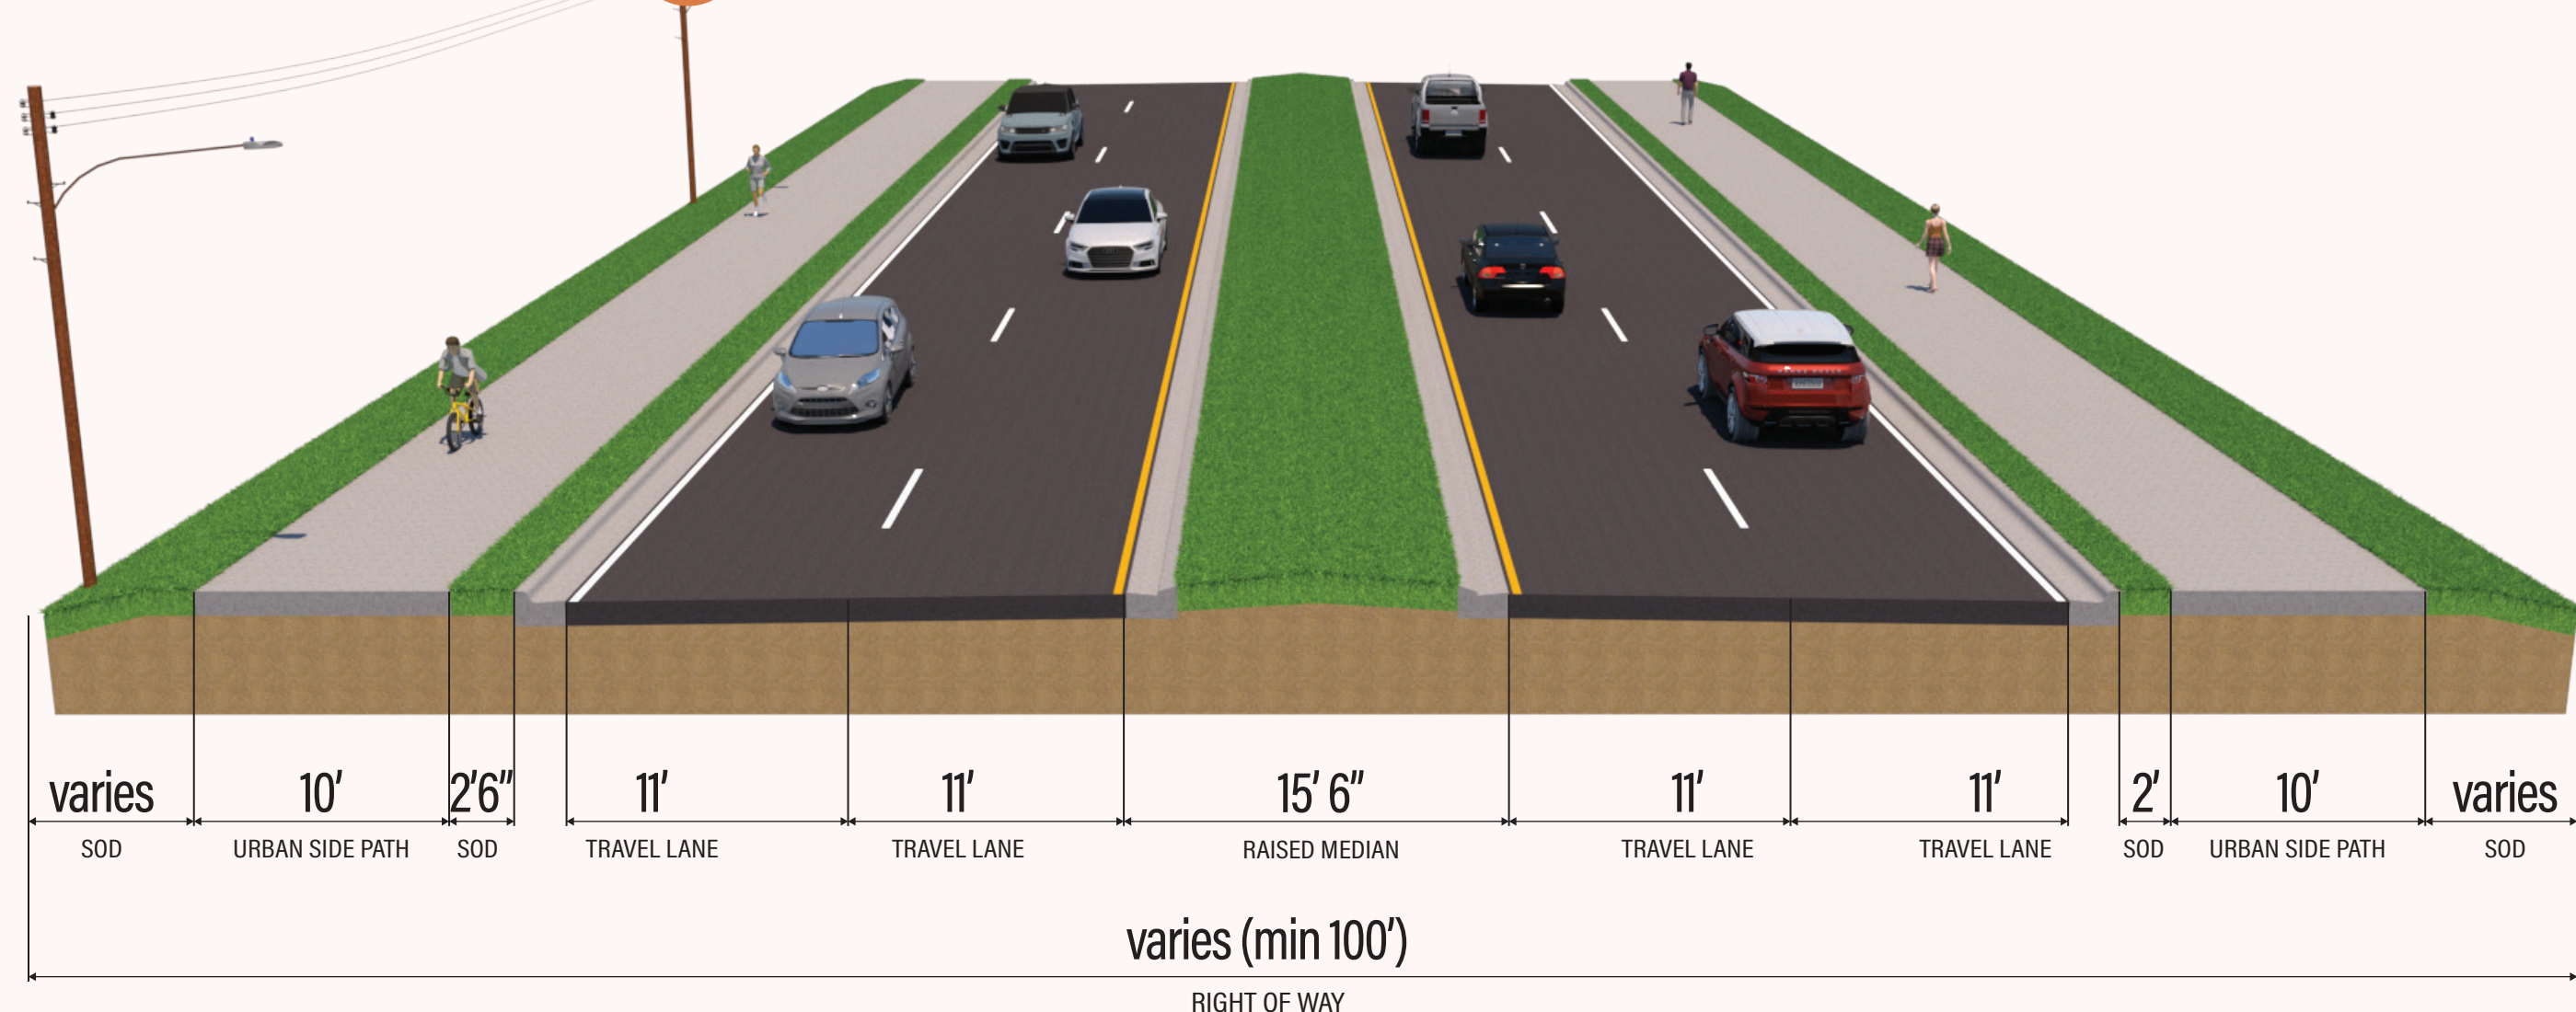 varies 10' 2'6" 11' 11' 15' 6" 11' 11' 2' 10' varies
SOD URBAN SIDE PATH SOD TRAVEL LANE TRAVEL LANE RAISED MEDIAN TRAVEL LANE TRAVEL LANE SOD URBAN SIDE PATH SOD
varies (min 100')
RIGHT OF WAY